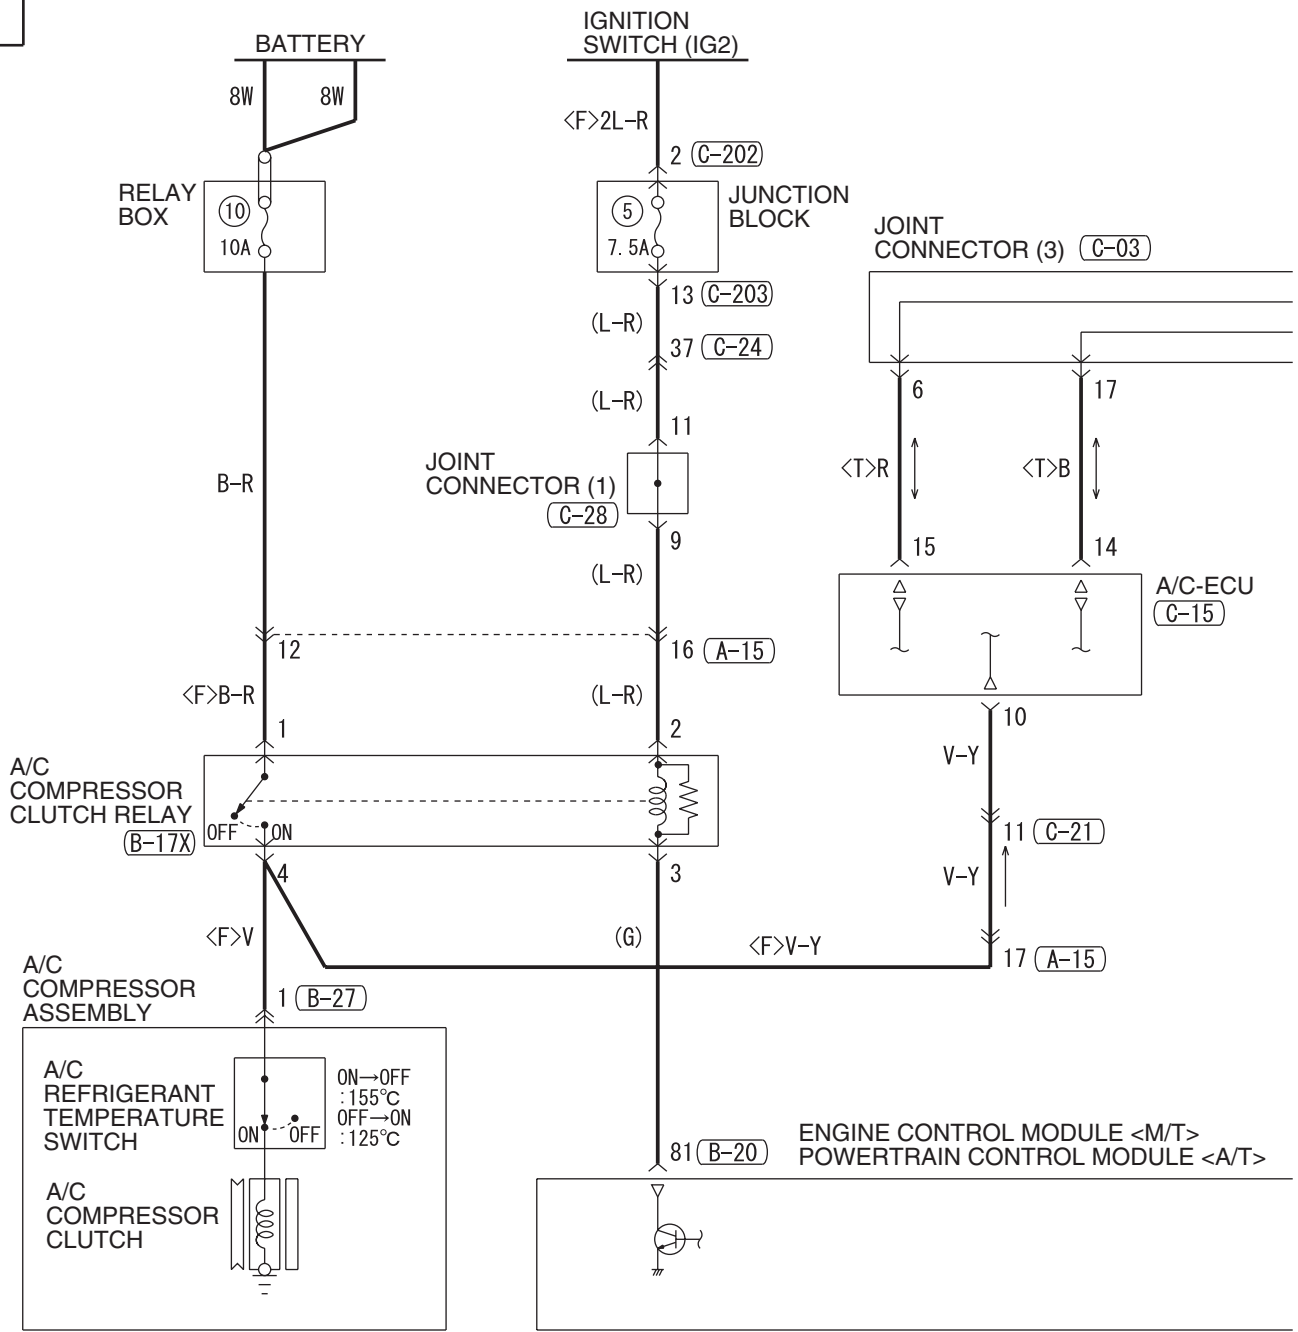 BATTERY
IGNITION
SWITCH (IG2)
8W
8W
<F>2L-R
2 C-202
RELAY
BOX
10
10A
5
7.5A
JUNCTION
BLOCK
JOINT
CONNECTOR (3) C-03
13 C-203
(L-R)
37 C-24
(L-R)
11
6
17
JOINT
CONNECTOR (1)
C-28
B-R
<T>R
<T>B
9
15
14
(L-R)
A/C-ECU
C-15
12
16 A-15
<F>B-R
(L-R)
1
2
10
V-Y
A/C
COMPRESSOR
CLUTCH RELAY
B-17X
OFF
ON
11 C-21
4
3
V-Y
<F>V
(G)
<F>V-Y
17 A-15
A/C
COMPRESSOR
ASSEMBLY
1 B-27
A/C
REFRIGERANT
TEMPERATURE
SWITCH
ON
OFF
ON→OFF
:155℃
OFF→ON
:125℃
81 B-20
ENGINE CONTROL MODULE <M/T>
POWERTRAIN CONTROL MODULE <A/T>
A/C
COMPRESSOR
CLUTCH